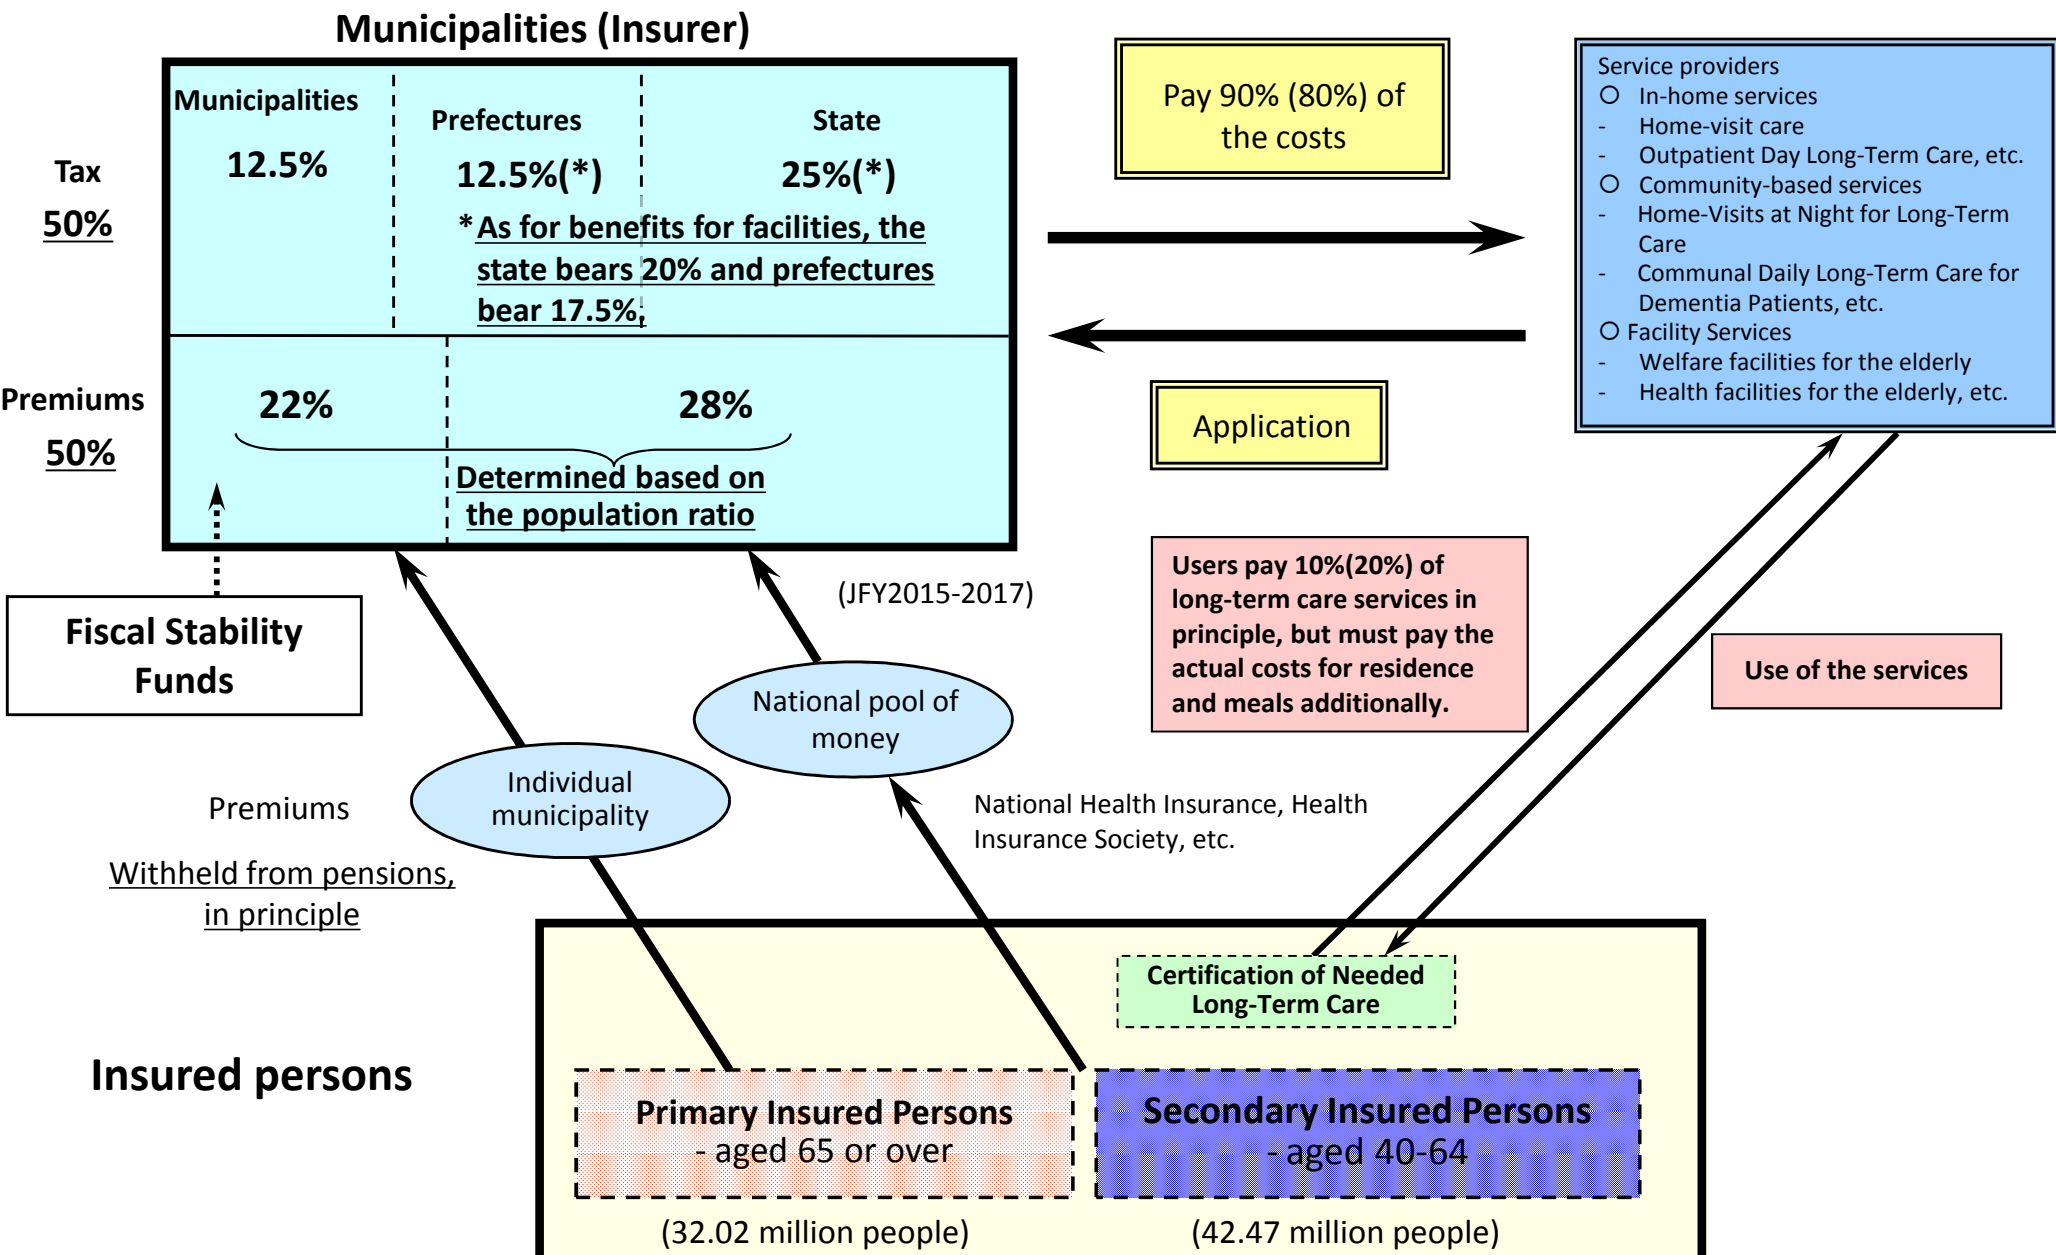 Municipalities (Insurer)
Tax
50%
Municipalities
12.5%
Prefectures
12.5%(*)
State
25%(*)
*As for benefits for facilities, the
state bears 20% and prefectures
bear 17.5%,
Premiums
50%
22%
28%
Determined based on
the population ratio
Pay 90% (80%) of
the costs
Application
Service providers
○ In-home services
- Home-visit care
- Outpatient Day Long-Term Care, etc.
○ Community-based services
- Home-Visits at Night for Long-Term
Care
- Communal Daily Long-Term Care for
Dementia Patients, etc.
○ Facility Services
- Welfare facilities for the elderly
- Health facilities for the elderly, etc.
Fiscal Stability
Funds
(JFY2015-2017)
Users pay 10%(20%) of
long-term care services in
principle, but must pay the
actual costs for residence
and meals additionally.
Use of the services
National pool of
money
Individual
municipality
Premiums
Withheld from pensions,
in principle
National Health Insurance, Health
Insurance Society, etc.
Certification of Needed
Long-Term Care
Insured persons
Primary Insured Persons
- aged 65 or over
(32.02 million people)
Secondary Insured Persons
- aged 40-64
(42.47 million people)